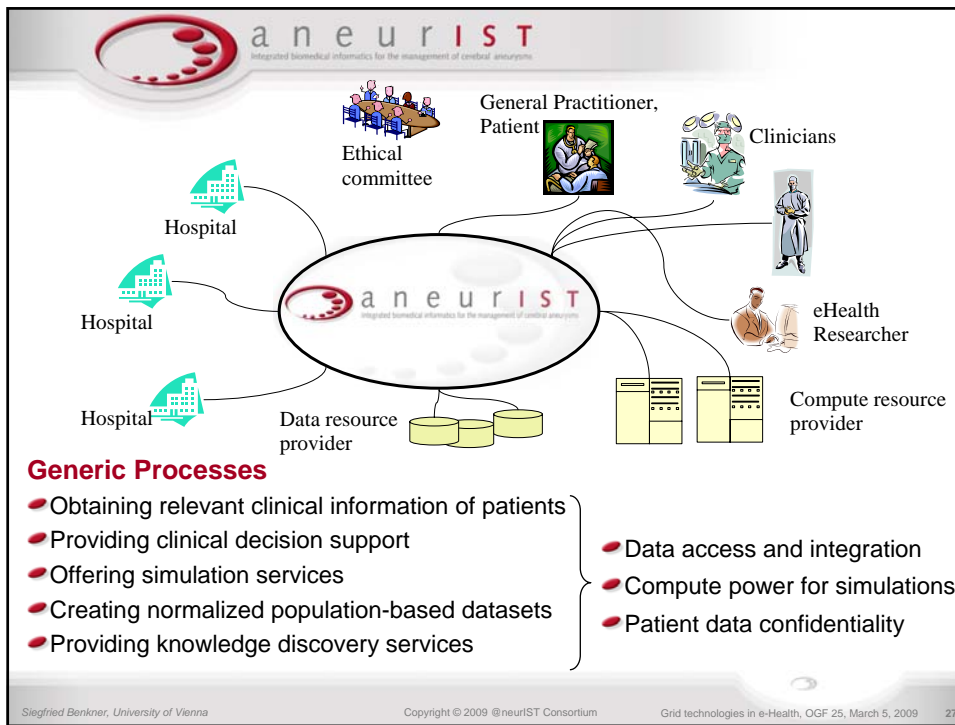 aneurIST
Integrated biomedical informatics for the management of cerebral aneurysms
General Practitioner,
Patient
Clinicians
Ethical
committee
Hospital
aneurIST
Integrated biomedical informatics for the management of cerebral aneurysms
Hospital
eHealth
Researcher
Hospital
Data resource
provider
Compute resource
provider
Generic Processes
Obtaining relevant clinical information of patients
Providing clinical decision support
Offering simulation services
Creating normalized population-based datasets
Providing knowledge discovery services
Data access and integration
Compute power for simulations
Patient data confidentiality
Siegfried Benkner, University of Vienna
Copyright © 2009 @neurIST Consortium
Grid technologies in e-Health, OGF 25, March 5, 2009 27